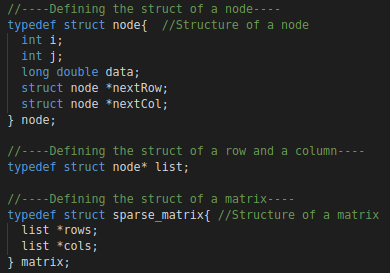 //----Defining the struct of a node----
typedef struct node{  //Structure of a node
  int i;
  int j;
  long double data;
  struct node *nextRow;
  struct node *nextCol;
} node;

//----Defining the struct of a row and a column----
typedef struct node* list;

//----Defining the struct of a matrix----
typedef struct sparse_matrix{ //Structure of a matrix
  list *rows;
  list *cols;
} matrix;